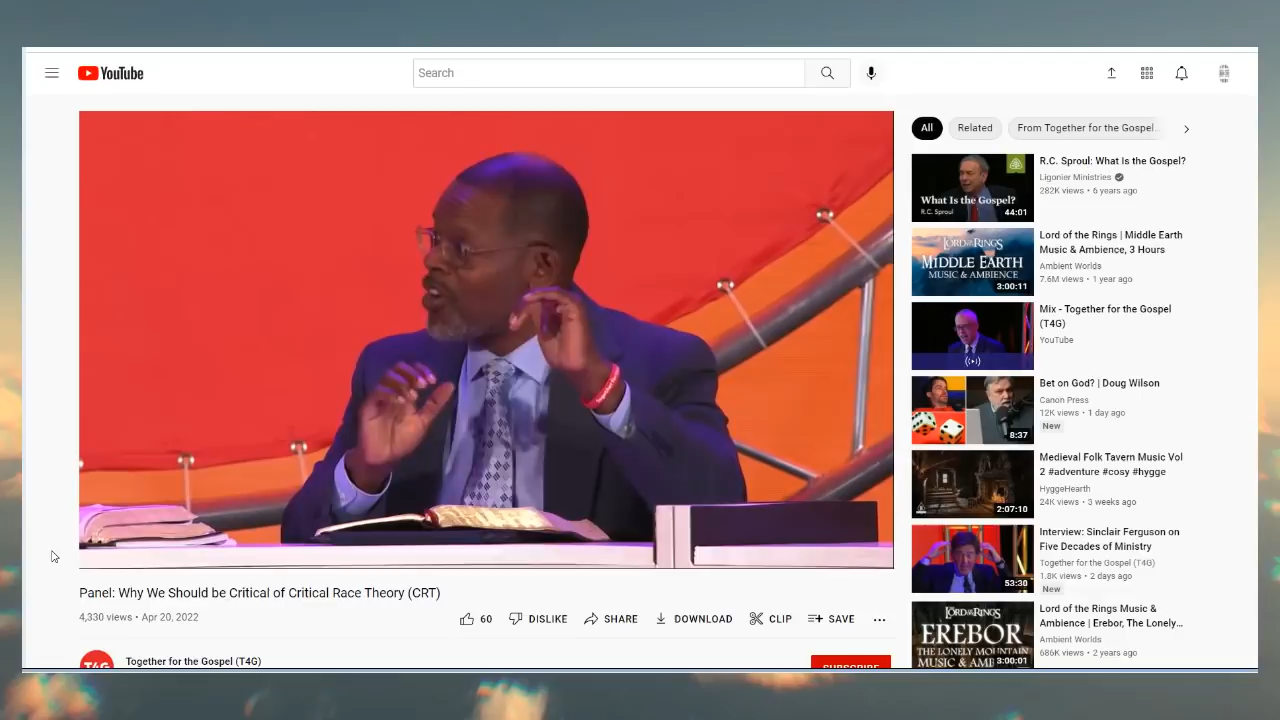 YouTube
Search
All
Related
From Together for the Gospel...
What Is the Gospel?
R.C. Sproul
44:01
R.C. Sproul: What is the Gospel?
Ligonier Ministries
282K views • 6 years ago
LORD OF THE RINGS
MIDDLE EARTH
MUSIC & AMBIENCE
3:00:11
Lord of the Rings | Middle Earth
Music & Ambience, 3 Hours
Ambient Worlds
7.6M views • 1 year ago
Mix - Together for the Gospel
(T4G)
YouTube
8:37
Bet on God? | Doug Wilson
Canon Press
12K views • 1 day ago
New
2:07:10
Medieval Folk Tavern Music Vol
2 #adventure #cosy #hygge
HyggeHearth
24K views • 3 weeks ago
53:30
Interview: Sinclair Ferguson on
Five Decades of Ministry
Together for the Gospel (T4G)
1.8K views • 2 days ago
New
LORD OF THE RINGS
EREBOR
THE LONELY MOUNTAIN
MUSIC & AMBI
3:00:01
Lord of the Rings Music &
Ambience | Erebor, The Lonely...
Ambient Worlds
686K views • 2 years ago
Panel: Why We Should be Critical of Critical Race Theory (CRT)
4,330 views • Apr 20, 2022
60
DISLIKE
SHARE
DOWNLOAD
CLIP
SAVE
T4G
Together for the Gospel (T4G)
SUBSCRIBE